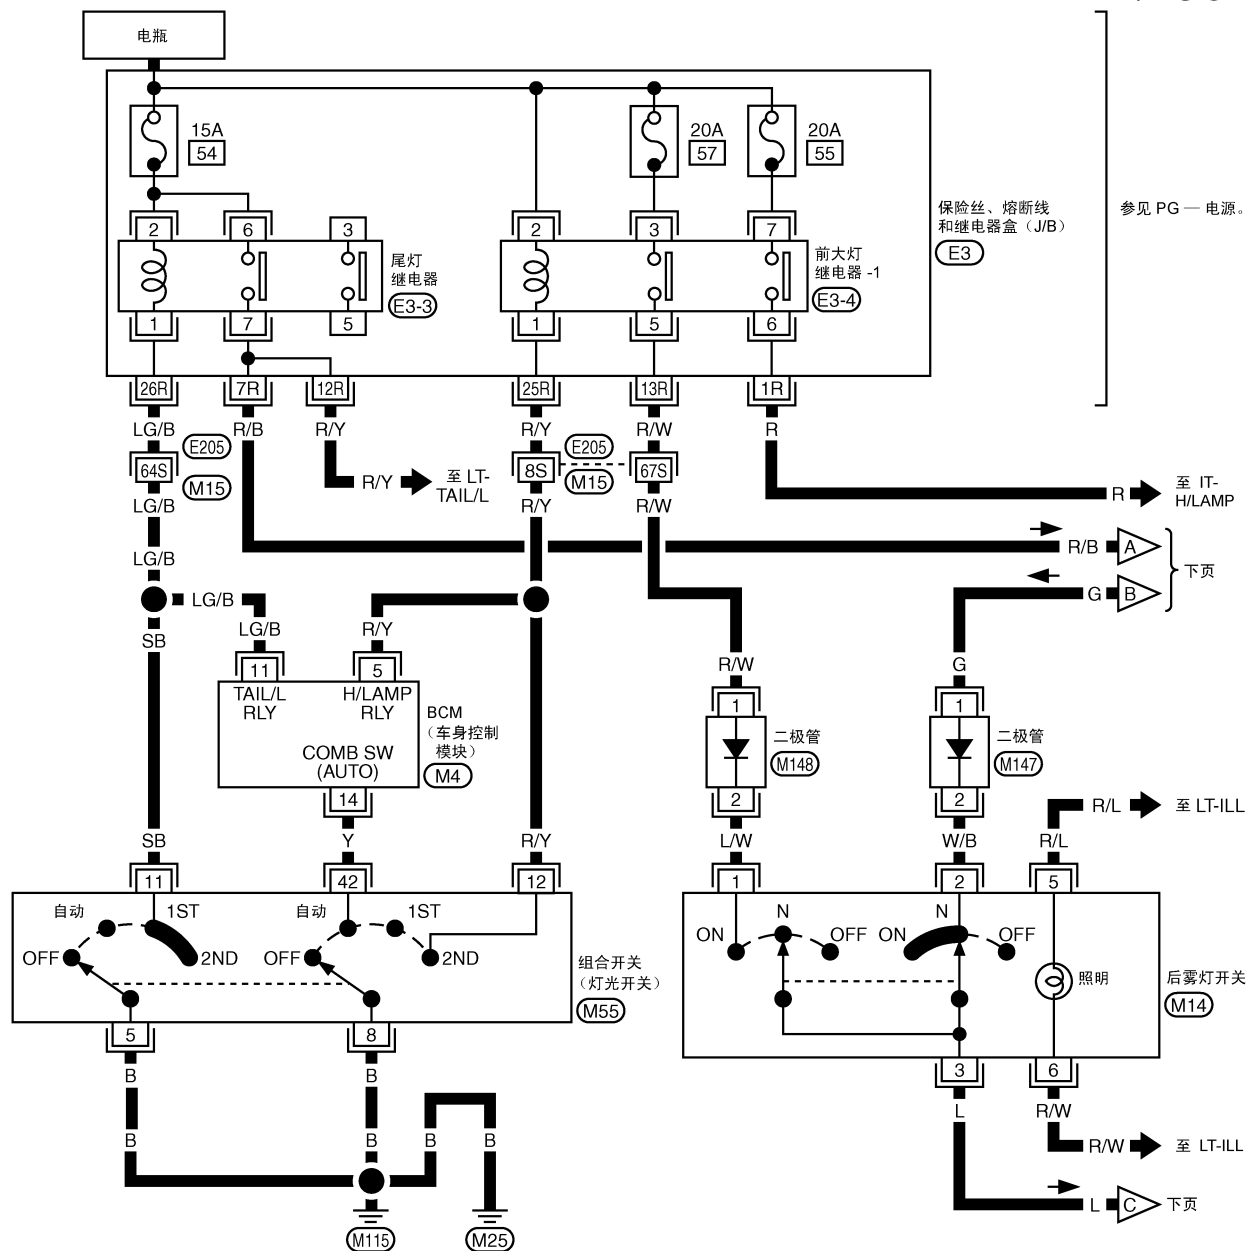 电瓶
15A
54
20A
57
20A
55
保险丝、熔断线
和继电器盒（J/B）
E3
参见 PG — 电源。
2
6
3
2
3
7
尾灯
继电器
E3-3
前大灯
继电器 -1
E3-4
1
7
5
1
5
6
26R
7R
12R
25R
13R
1R
LG/B
R/B
R/Y
R/Y
R/W
R
E205
E205
64S
M15
R/Y
至 LT-
TAIL/L
8S
M15
67S
LG/B
R/Y
R/W
R
至 IT-
H/LAMP
LG/B
R/B
A
下页
G
B
LG/B
SB
LG/B
R/Y
R/W
G
11
5
TAIL/L
RLY
H/LAMP
RLY
COMB SW
(AUTO)
BCM
（车身控制
模块）
M4
14
1
二极管
M148
2
1
二极管
M147
2
SB
Y
R/Y
L/W
W/B
R/L
R/L
至 LT-ILL
11
42
12
1
2
5
自动
1ST
OFF
2ND
自动
1ST
OFF
2ND
组合开关
（灯光开关）
M55
ON
N
OFF
ON
N
OFF
照明
后雾灯开关
M14
5
8
3
6
B
B
L
R/W
B
B
B
B
R/W
至 LT-ILL
L
C
下页
M115
M25